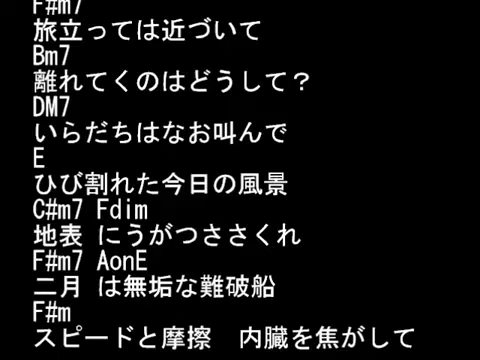 F#m7
旅立っては近づいて
Bm7
離れてくのはどうして？
DM7
いらだちはなお叫んで
E
ひび割れた今日の風景
C#m7 Fdim
地表 にうがつささくれ
F#m7 AonE
二月 は無垢な難破船
F#m
スピードと摩擦　内臓を焦がして